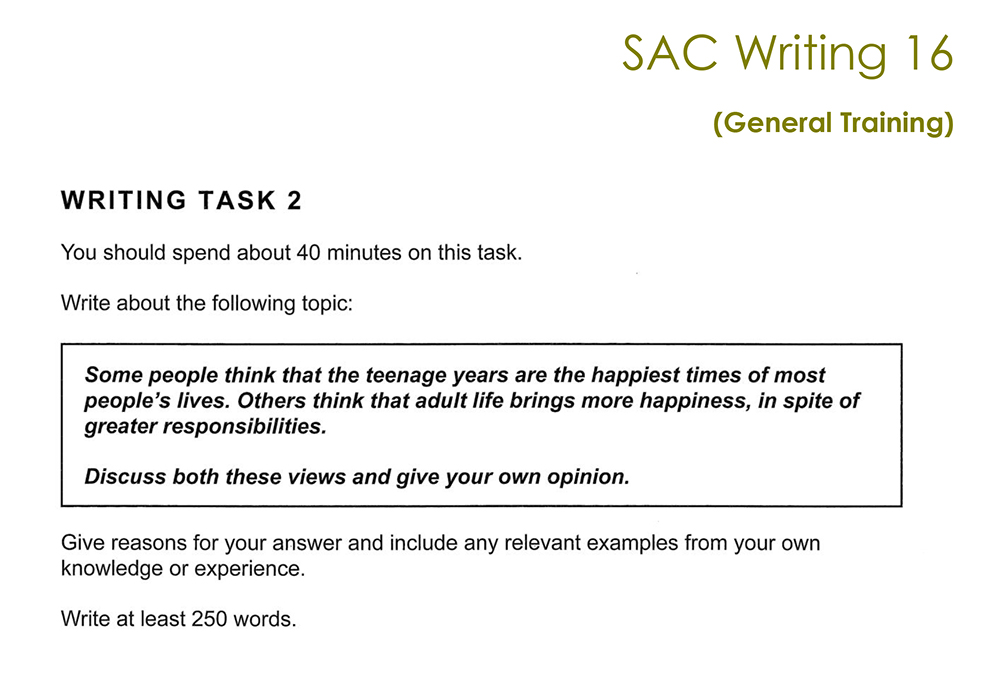 SAC Writing 16
(General Training)
WRITING TASK 2
You should spend about 40 minutes on this task.
Write about the following topic:
Some people think that the teenage years are the happiest times of most
people's lives. Others think that adult life brings more happiness, in spite of
greater responsibilities.
Discuss both these views and give your own opinion.
Give reasons for your answer and include any relevant examples from your own
knowledge or experience.
Write at least 250 words.